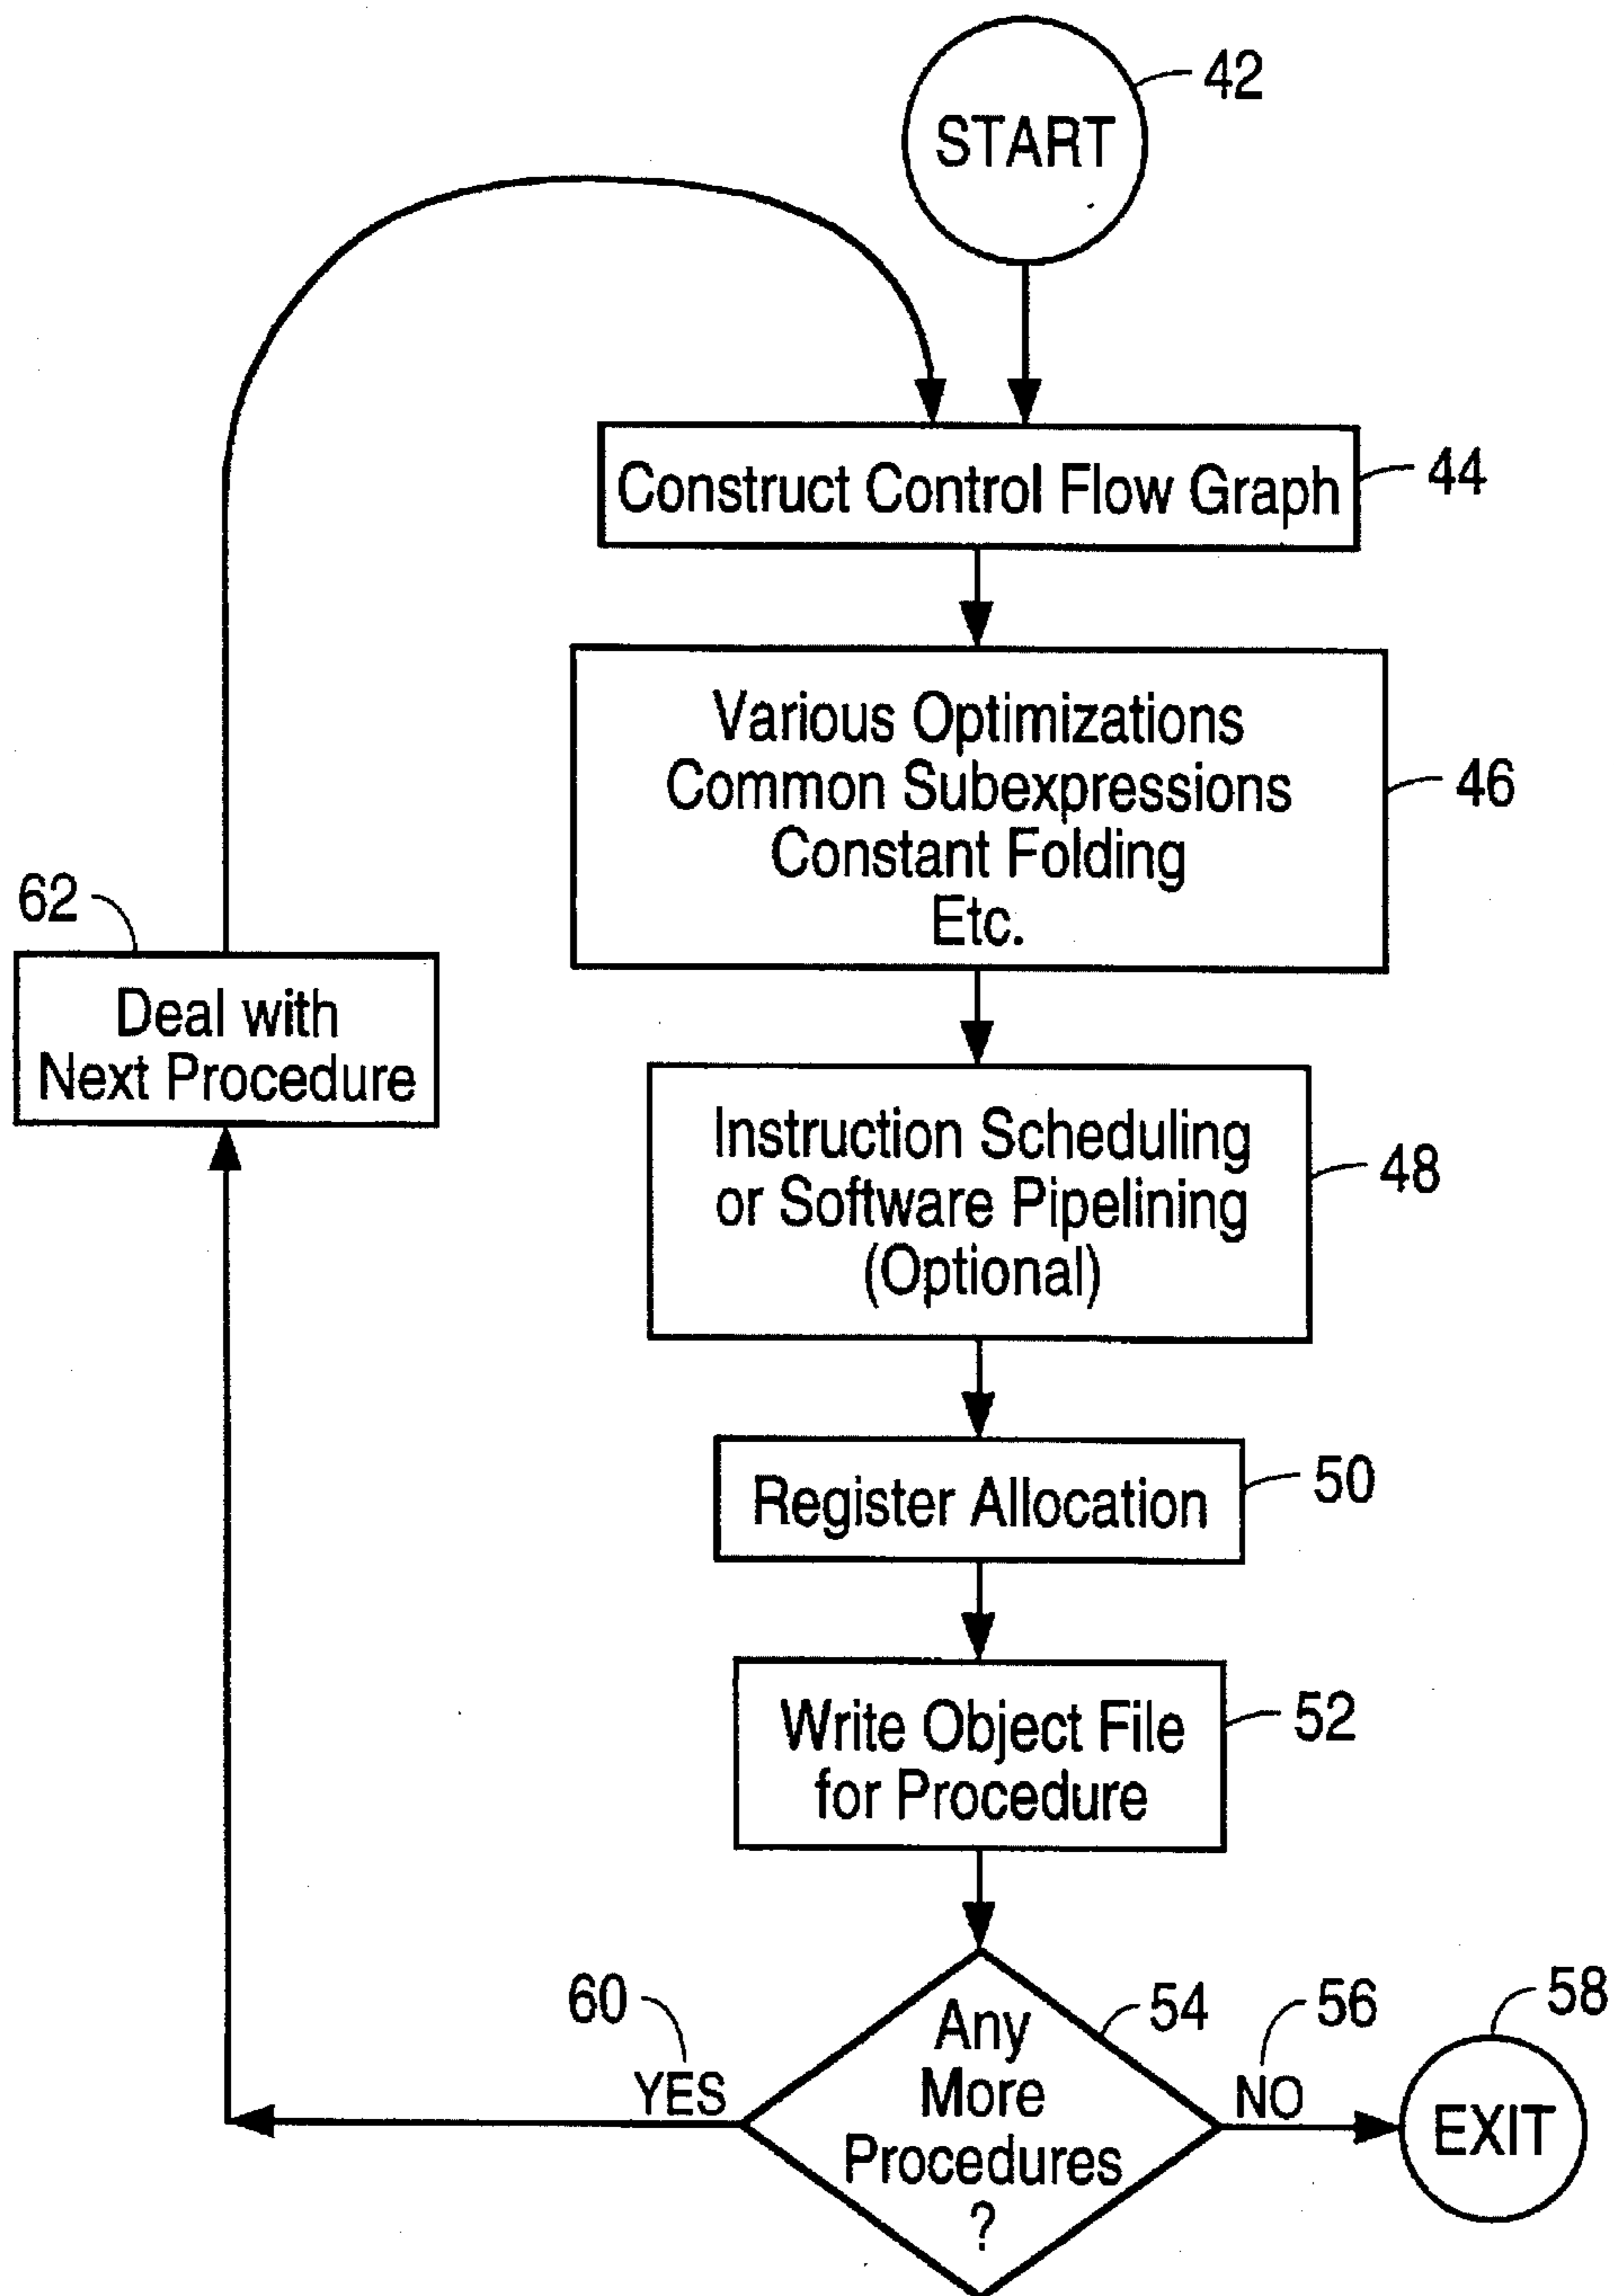 START
42
Construct Control Flow Graph
44
Various Optimizations
Common Subexpressions
Constant Folding
Etc.
46
62
Deal with
Next Procedure
Instruction Scheduling
or Software Pipelining
(Optional)
48
Register Allocation
50
Write Object File
for Procedure
52
Any
More
Procedures
?
54
60
YES
56
NO
58
EXIT